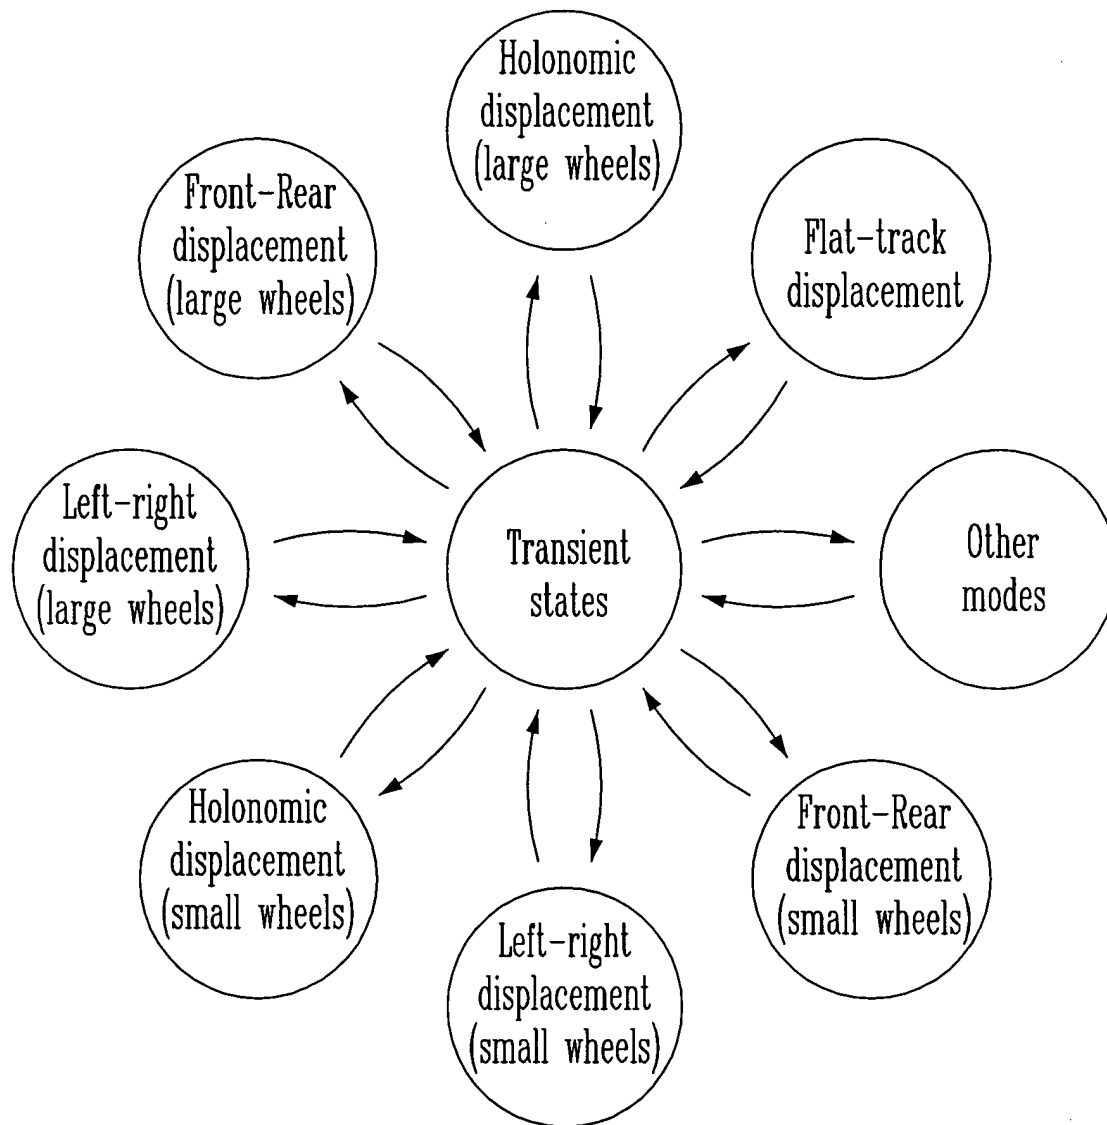 Holonomic
displacement
(large wheels)
Front-Rear
displacement
(large wheels)
Flat-track
displacement
Left-right
displacement
(large wheels)
Transient
states
Other
modes
Holonomic
displacement
(small wheels)
Front-Rear
displacement
(small wheels)
Left-right
displacement
(small wheels)